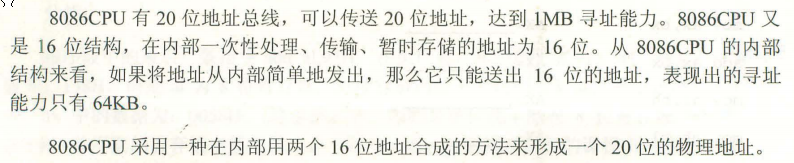 8086CPU 有 20 位地址总线，可以传送 20 位地址，达到 1MB 寻址能力。8086CPU 又
是 16 位结构，在内部一次性处理、传输、暂时存储的地址为 16 位。从 8086CPU 的内部
结构来看，如果将地址从内部简单地发出，那么它只能送出 16 位的地址，表现出的寻址
能力只有 64KB。
8086CPU 采用一种在内部用两个 16 位地址合成的方法来形成一个 20 位的物理地址。